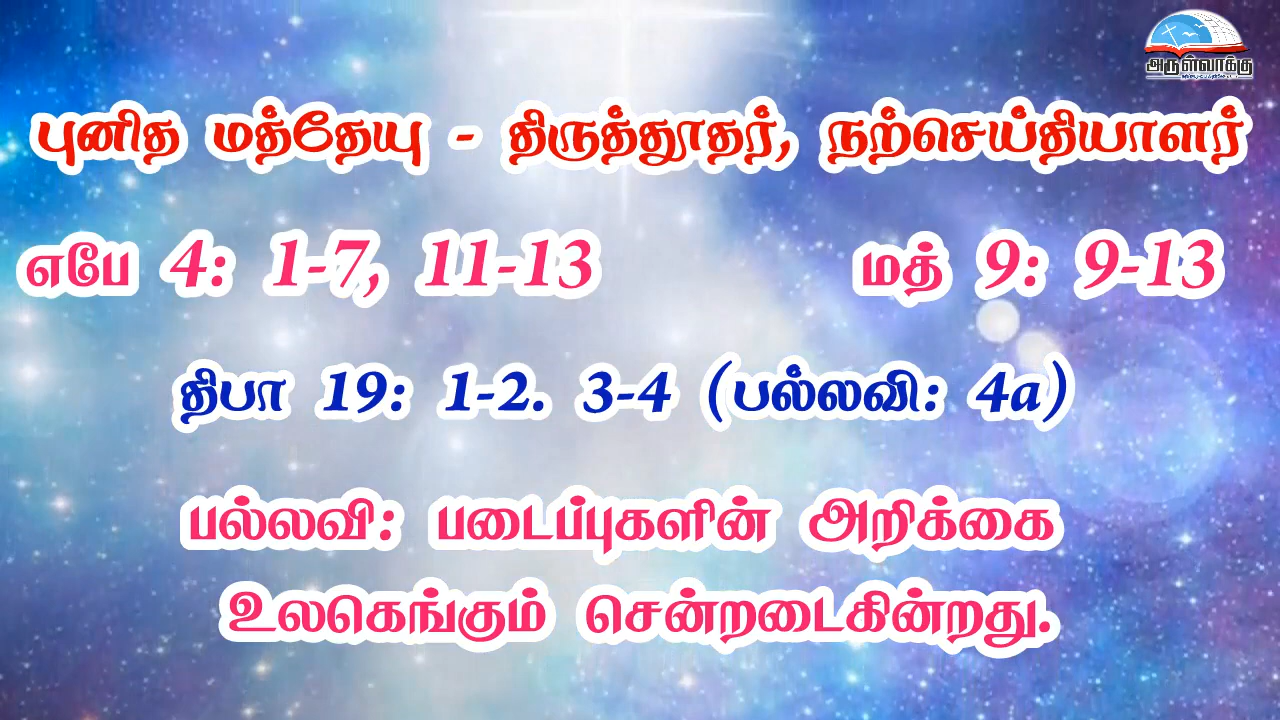 அருள்வாக்கு
புனித மத்தேயு - திருத்தூதர், நற்செய்தியாளர்
எபே 4: 1-7, 11-13 மத் 9: 9-13
திபா 19: 1-2. 3-4 (பல்லவி: 4a)
பல்லவி: படைப்புகளின் அறிக்கை
உலகெங்கும் சென்றடைகின்றது.